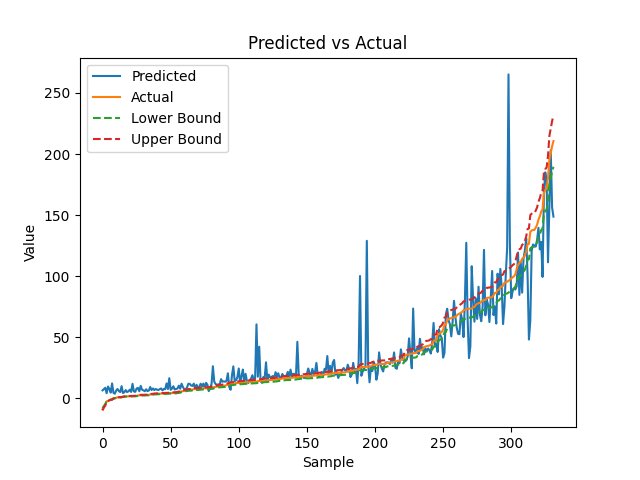 Predicted vs Actual
Predicted
Actual
Lower Bound
Upper Bound
Value
250
200
150
100
50
0
0 50 100 150 200 250 300
Sample